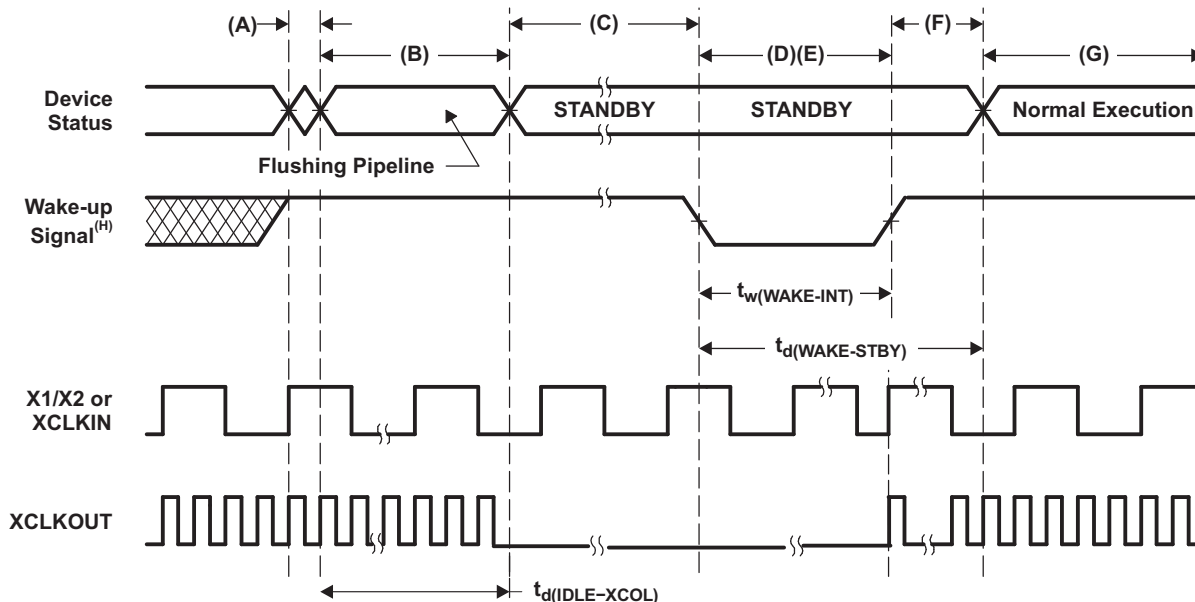 (A)
(C)
(F)
(B)
(D)(E)
(G)
Device
Status
STANDBY
STANDBY
Normal Execution
Flushing Pipeline
Wake-up
Signal(H)
tw(WAKE-INT)
td(WAKE-STBY)
X1/X2 or
XCLKIN
XCLKOUT
td(IDLE−XCOL)